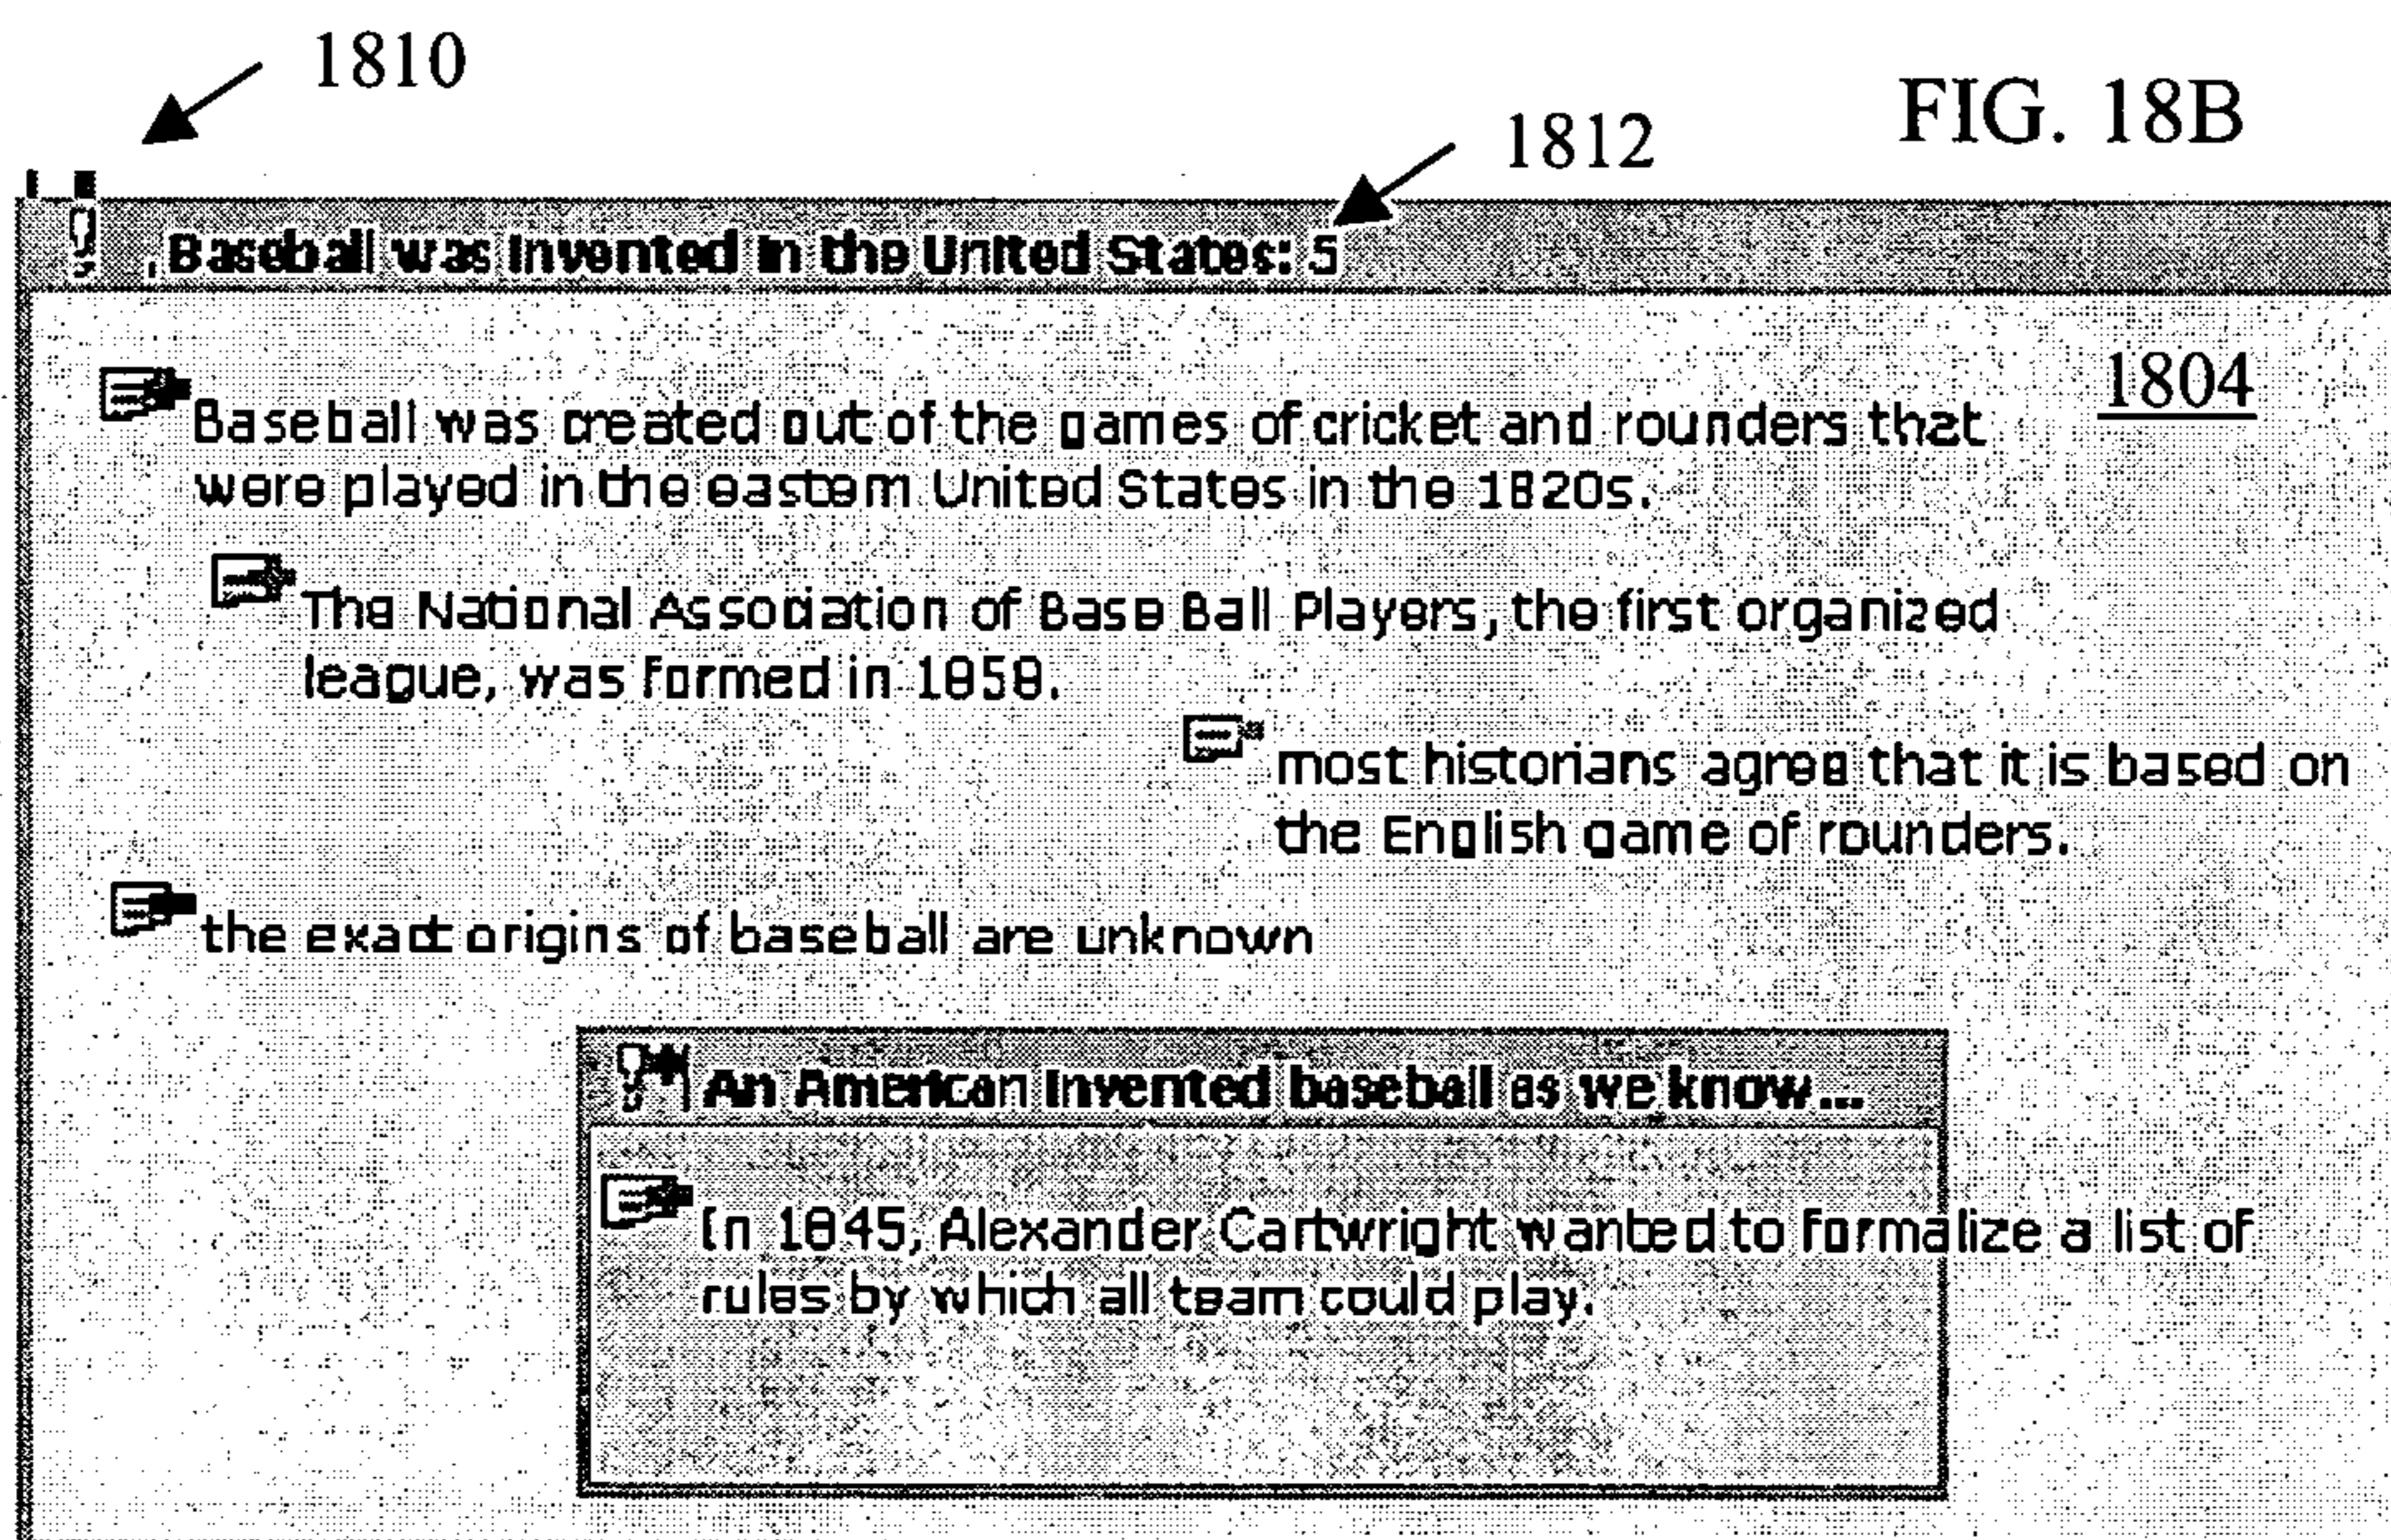 1810
FIG. 18B
1812
Baseball was Invented in the United States: 5
1804
Baseball was created out of the games of cricket and rounders that
were played in the eastern United States in the 1820s.
The National Association of Base Ball Players, the first organized
league, was formed in 1858.
most historians agree that it is based on
the English game of rounders.
the exact origins of baseball are unknown
An American Invented baseball as we know...
In 1845, Alexander Cartwright wanted to formalize a list of
rules by which all team could play.